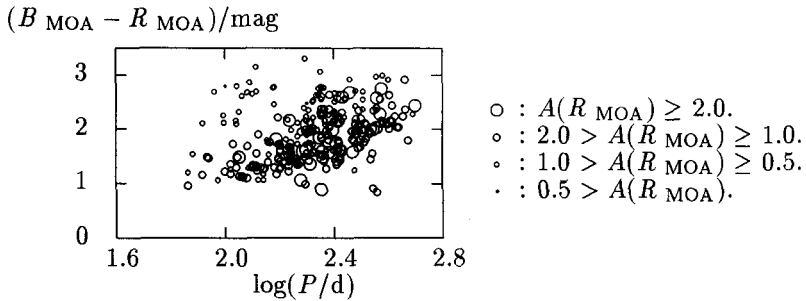 (B MOA − R MOA)/mag
3
2
1
0
1.6 2.0 2.4 2.8
log(P/d)
○ : A(R MOA) ≥ 2.0.
○ : 2.0 > A(R MOA) ≥ 1.0.
○ : 1.0 > A(R MOA) ≥ 0.5.
· : 0.5 > A(R MOA).